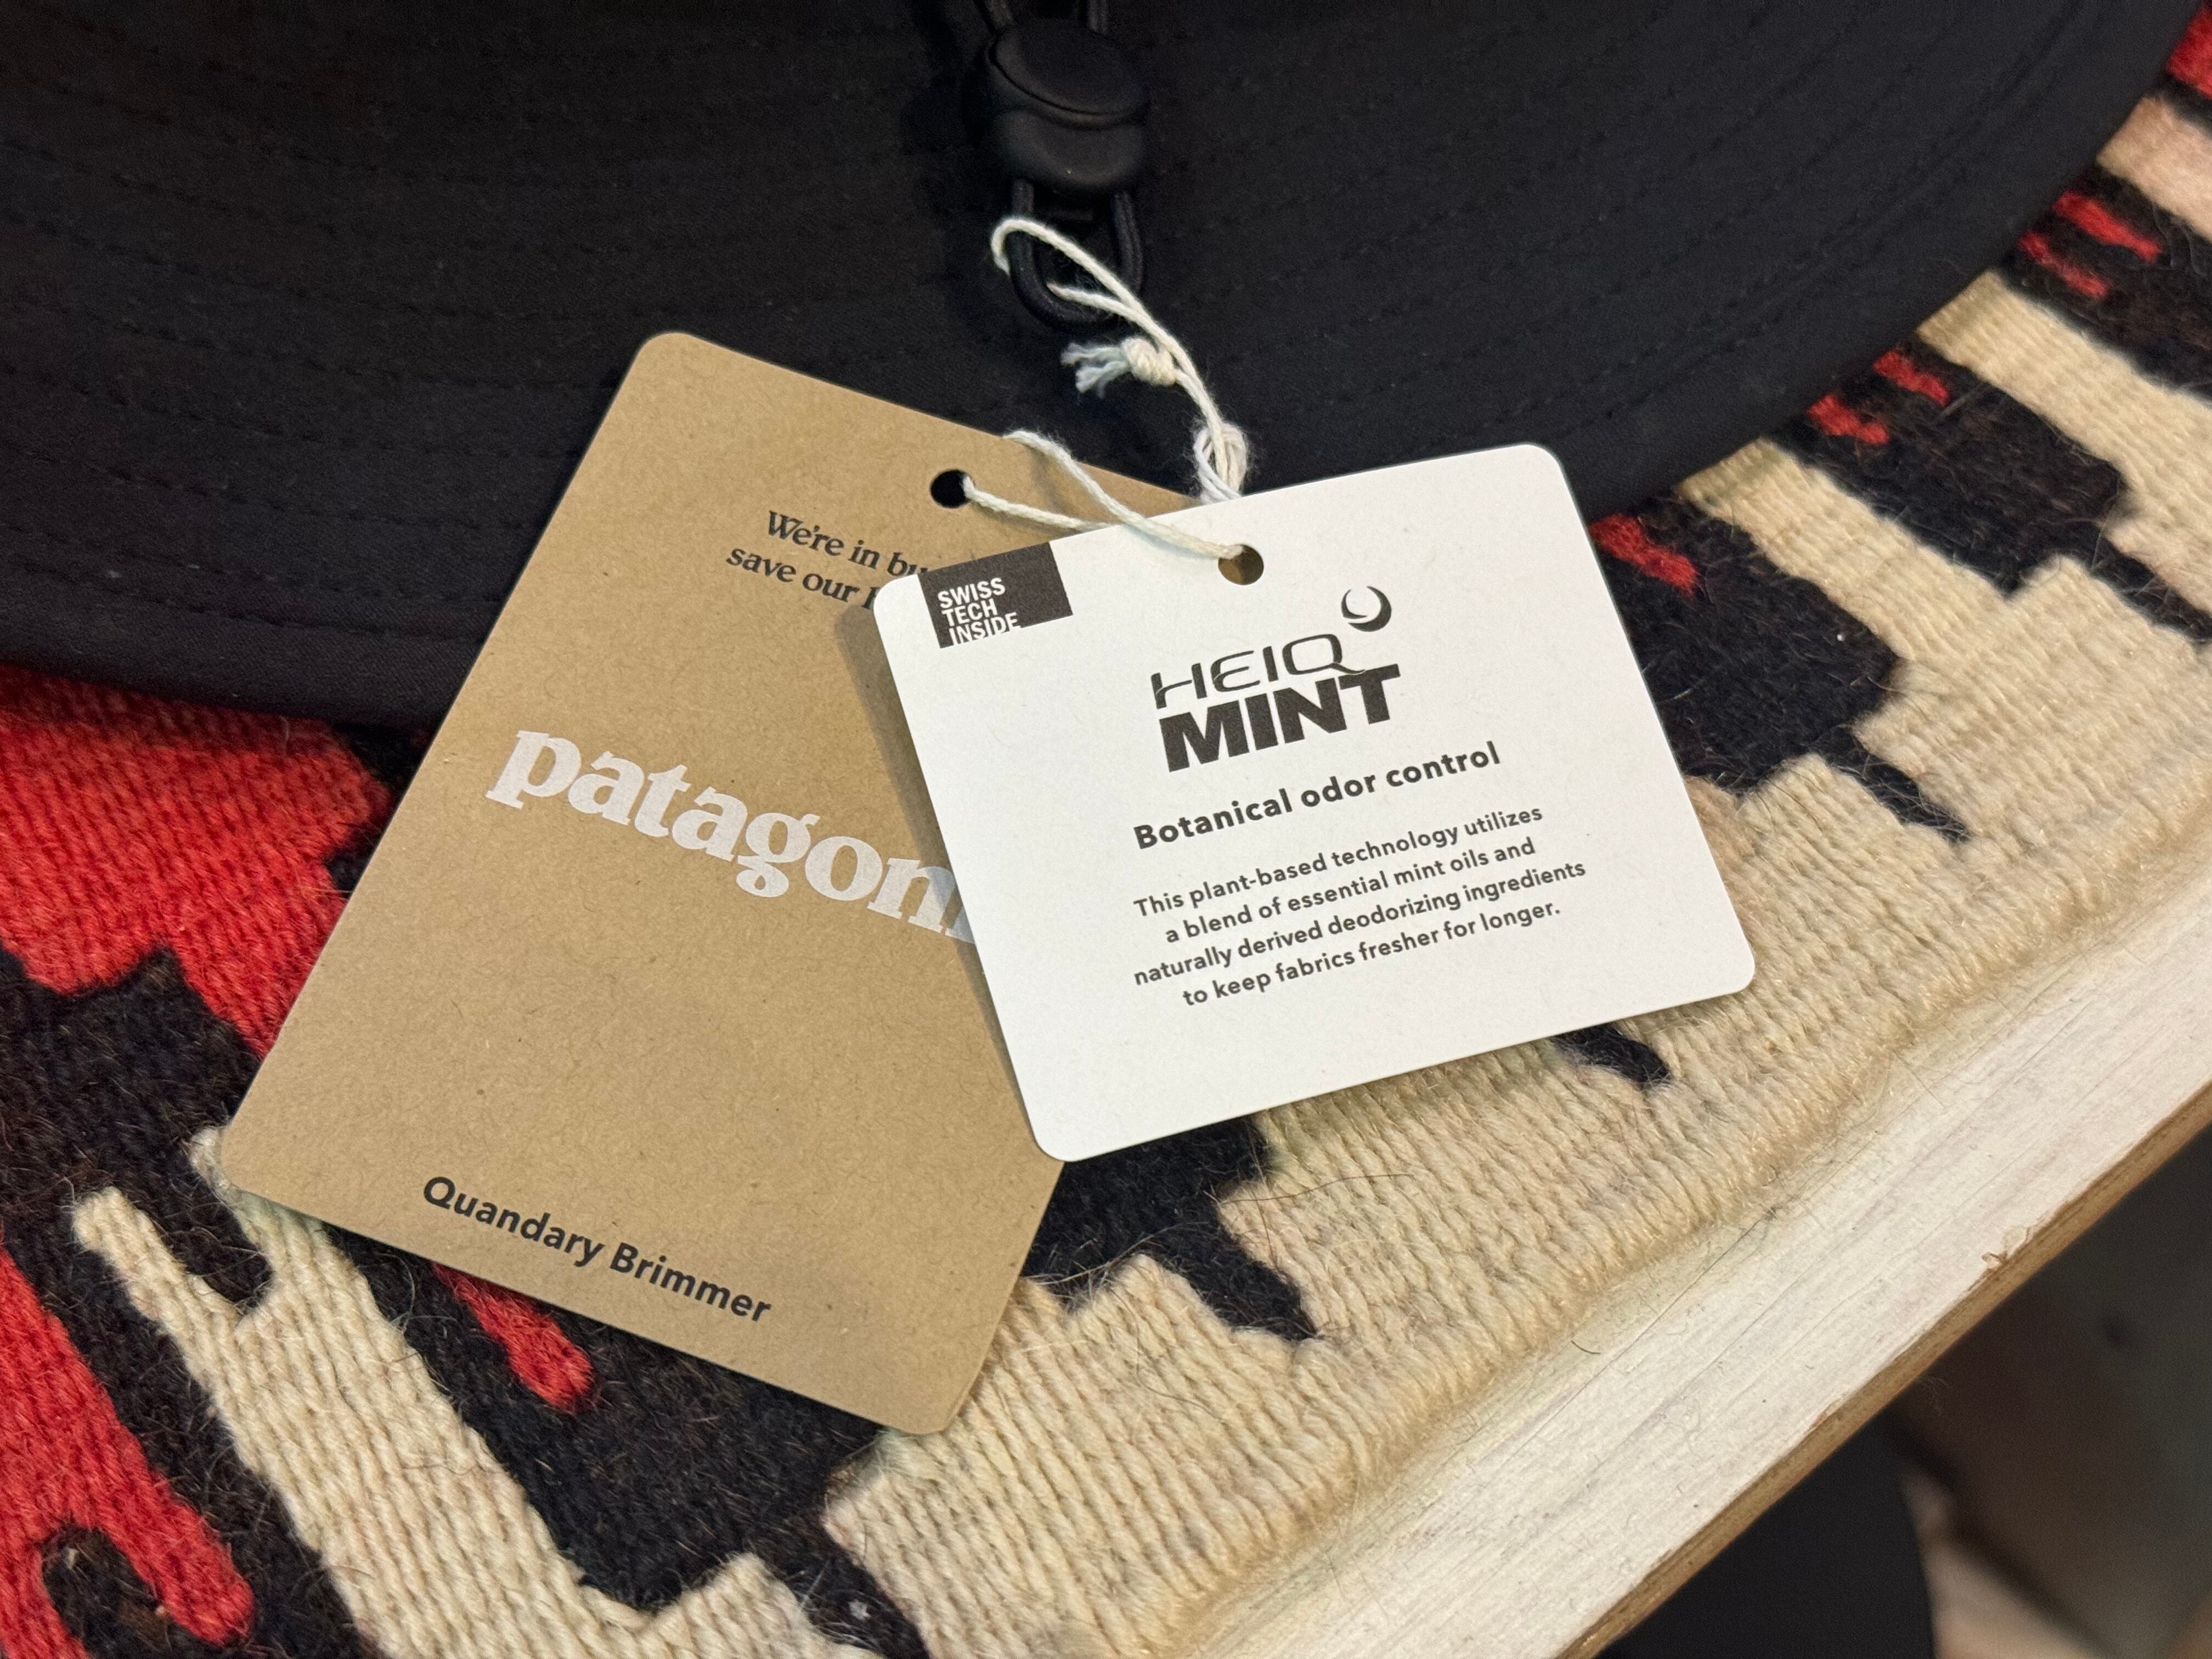 We're in
save our
patagon
Quandary Brimmer
SWISS
TECH
INSIDE
HEIQ
MINT
Botanical odor control
This plant-based technology utilizes
a blend of essential mint oils and
naturally derived deodorizing ingredients
to keep fabrics fresher for longer.